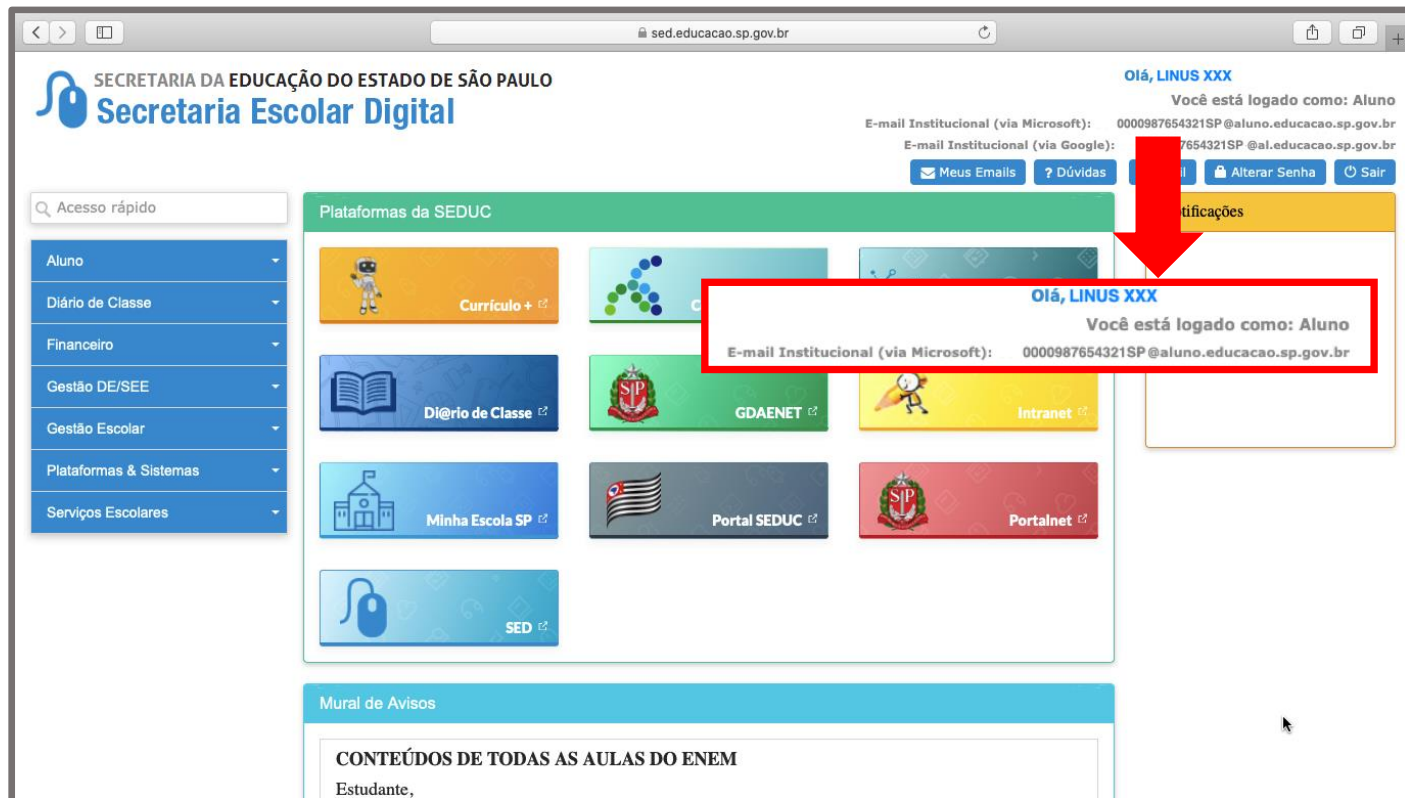 sed.educacao.sp.gov.br
SECRETARIA DA EDUCAÇÃO DO ESTADO DE SÃO PAULO
Secretaria Escolar Digital
Olá, LINUS XXX
Você está logado como: Aluno
E-mail Institucional (via Microsoft): 0000987654321SP@aluno.educacao.sp.gov.br
E-mail Institucional (via Google): 7654321SP @al.educacao.sp.gov.br
Meus Emails ? Dúvidas Alterar Senha Sair
Acesso rápido
Plataformas da SEDUC
Aluno
Diário de Classe
Financeiro
Gestão DE/SEE
Gestão Escolar
Plataformas & Sistemas
Serviços Escolares
Currículo +
Olá, LINUS XXX
Você está logado como: Aluno
E-mail Institucional (via Microsoft): 0000987654321SP@aluno.educacao.sp.gov.br
Di@rio de Classe
SP
GDAENET
Intranet
Minha Escola SP
Portal SEDUC
SP
Portalnet
SED
Mural de Avisos
CONTEÚDOS DE TODAS AS AULAS DO ENEM
Estudante,